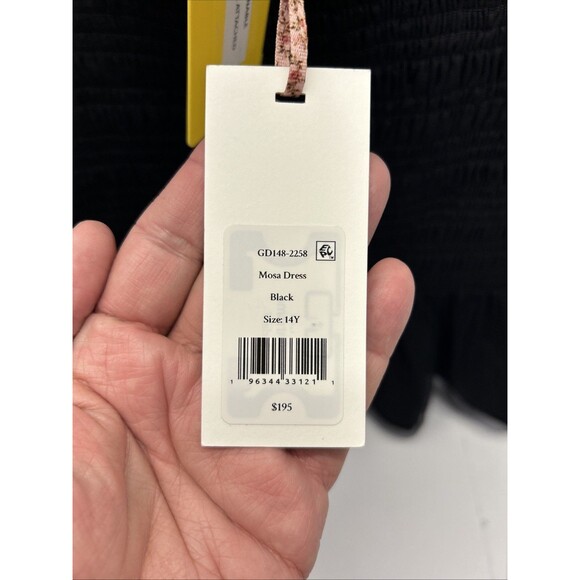 GD148-2258
Mosa Dress
Black
Size: 14Y
1 96344 33121 1
$195